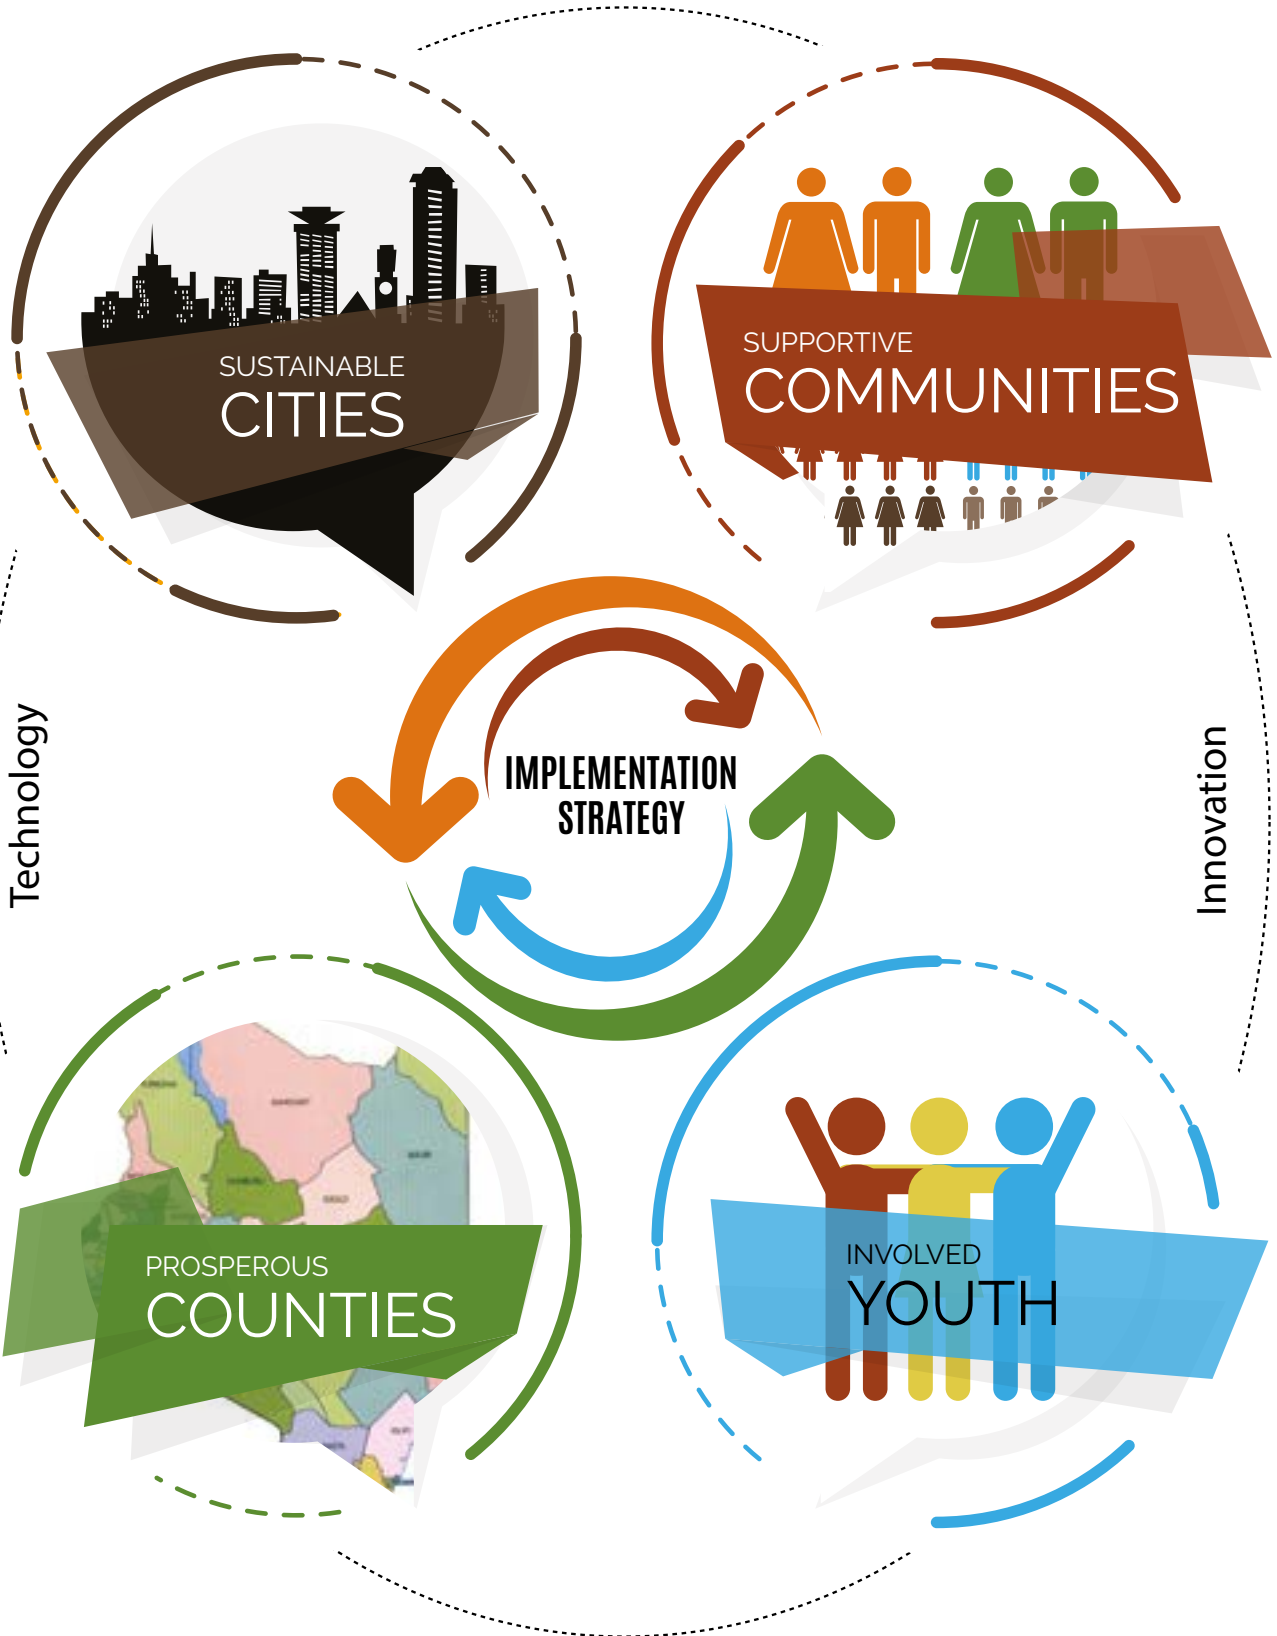 SUSTAINABLE
CITIES
SUPPORTIVE
COMMUNITIES
Technology
IMPLEMENTATION
STRATEGY
Innovation
PROSPEROUS
COUNTIES
INVOLVED
YOUTH